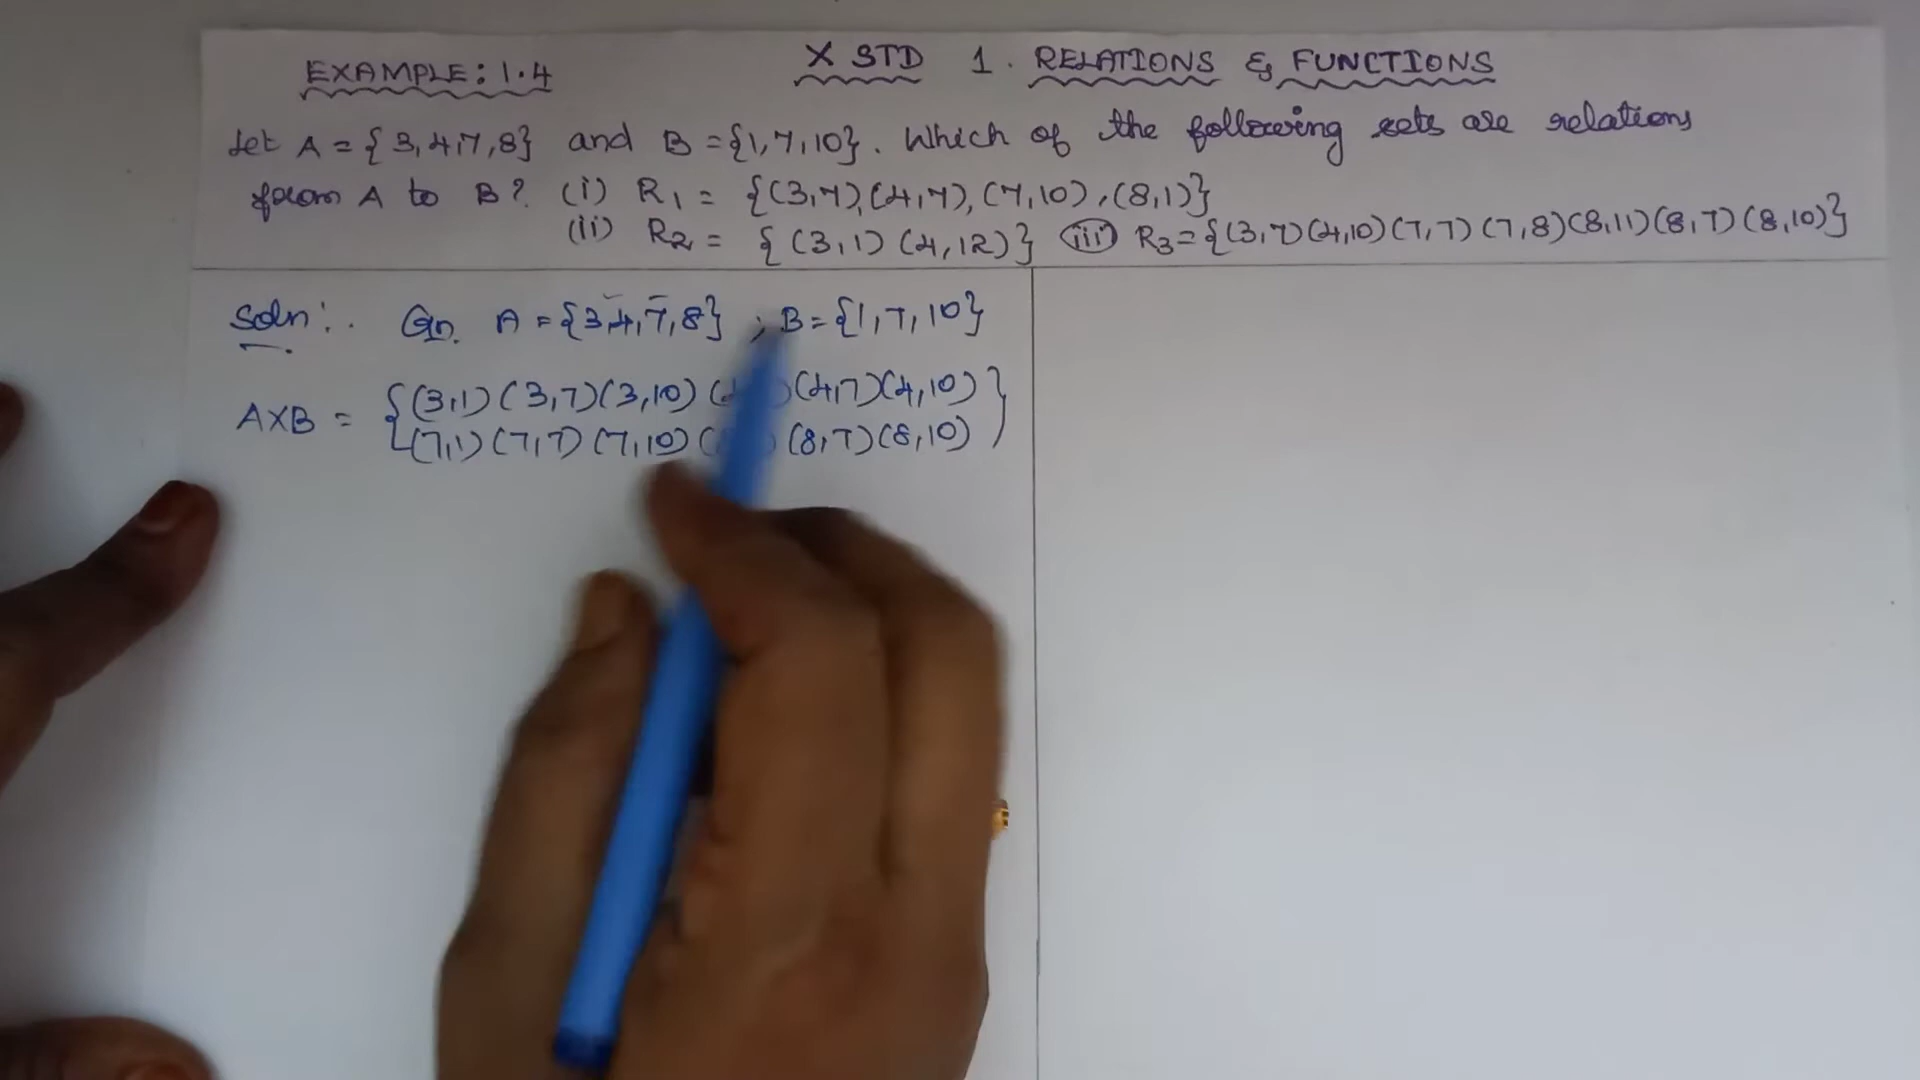 EXAMPLE: 1.4 X STD 1. RELATIONS & FUNCTIONS
Let A = {3,4,7,8} and B = {1,7,10}. Which of the following sets are relations
from A to B? (i) R1 = {(3,7),(4,7),(7,10),(8,1)}
(ii) R2 = {(3,1)(4,12)} (iii) R3 = {(3,7)(4,10)(7,7)(7,8)(8,11)(8,7)(8,10)}
Soln:. Gn. A = {3,4,7,8} ; B = {1,7,10}
AXB = {(3,1)(3,7)(3,10) (4,7)(4,10)
(7,1)(7,7)(7,10) (8,7)(8,10)}